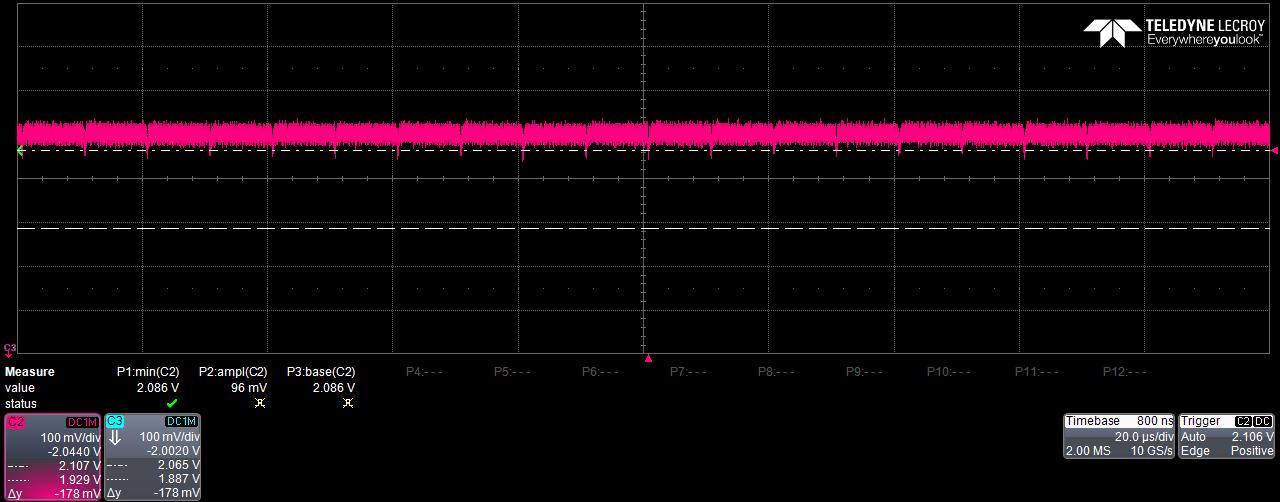 TELEDYNE LECROY
Everywhereyoulook™
C3
Measure P1:min(C2) P2:ampl(C2) P3:base(C2) P4:--- P5:--- P6:--- P7:--- P8:--- P9:--- P10:--- P11:--- P12:---
value 2.086 V 96 mV 2.086 V
status
C2 DC1M
100 mV/div
-2.0440 V
2.107 V
1.929 V
Δy -178 mV
C3 DC1M
100 mV/div
-2.0020 V
2.065 V
1.887 V
Δy -178 mV
Timebase 800 ns
20.0 µs/div
2.00 MS 10 GS/s
Trigger C2 DC
Auto 2.106 V
Edge Positive